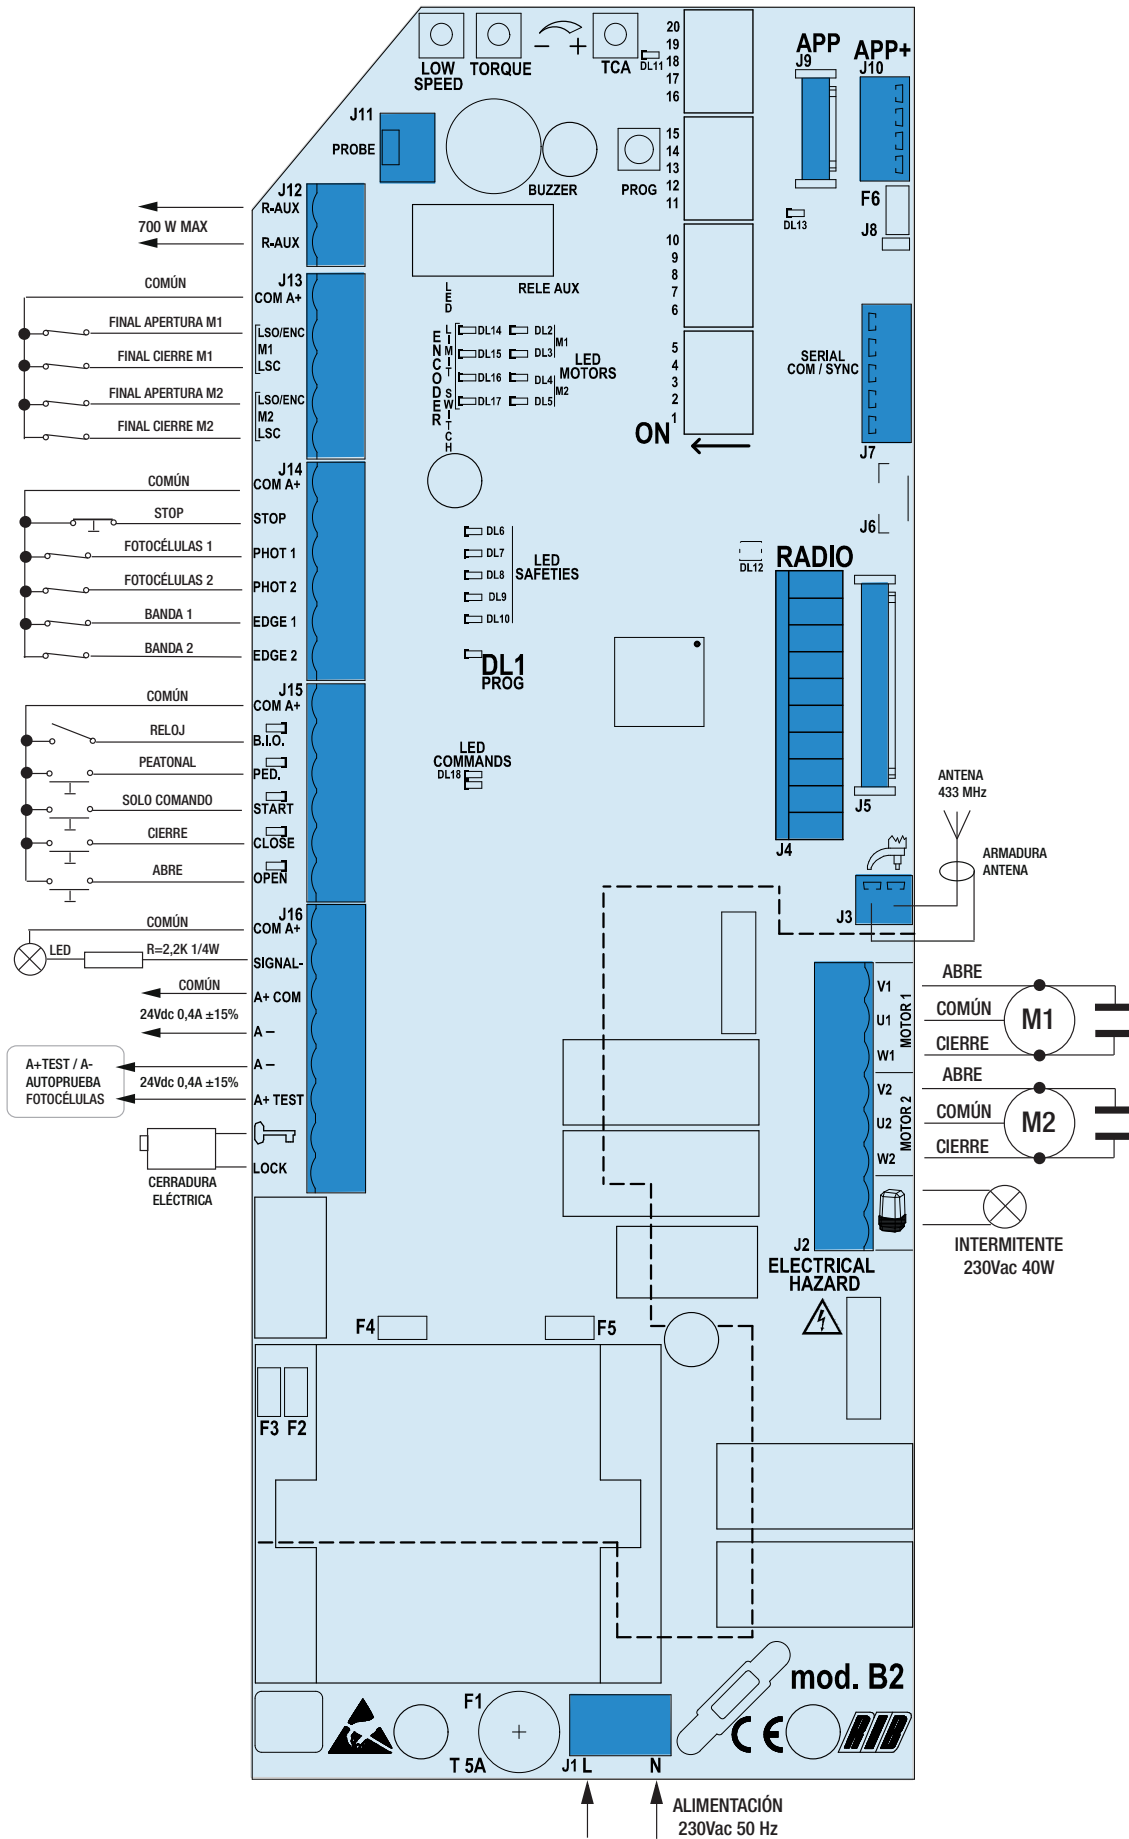 LOW
SPEED
TORQUE
− +
TCA
DL11
20
19
18
17
16
APP
J9
APP+
J10
J11
PROBE
BUZZER
PROG
15
14
13
12
11
F6
J8
DL13
J12
R-AUX
700 W MAX
R-AUX
RELE AUX
10
9
8
7
6
COMÚN
J13
COM A+
FINAL APERTURA M1
LSO/ENC
M1
FINAL CIERRE M1
LSC
FINAL APERTURA M2
LSO/ENC
M2
FINAL CIERRE M2
LSC
LED
LIMIT SWITCH
ENCODER
DL14
DL15
DL16
DL17
DL2
DL3
DL4
DL5
M1
M2
LED
MOTORS
5
4
3
2
1
ON
SERIAL
COM / SYNC
J7
J6
COMÚN
J14
COM A+
STOP
STOP
FOTOCÉLULAS 1
PHOT 1
FOTOCÉLULAS 2
PHOT 2
BANDA 1
EDGE 1
BANDA 2
EDGE 2
DL6
DL7
DL8
DL9
DL10
LED
SAFETIES
DL1
PROG
DL12
RADIO
COMÚN
J15
COM A+
RELOJ
B.I.O.
PEATONAL
PED.
SOLO COMANDO
START
CIERRE
CLOSE
ABRE
OPEN
LED
COMMANDS
DL18
J5
J4
ANTENA
433 MHz
ARMADURA
ANTENA
J3
COMÚN
J16
COM A+
LED
R=2,2K 1/4W
SIGNAL-
COMÚN
A+ COM
24Vdc 0,4A ±15%
A −
A+TEST / A-
AUTOPRUEBA
FOTOCÉLULAS
A −
24Vdc 0,4A ±15%
A+ TEST
LOCK
CERRADURA
ELÉCTRICA
V1
U1
W1
MOTOR 1
ABRE
COMÚN
CIERRE
M1
V2
U2
W2
MOTOR 2
ABRE
COMÚN
CIERRE
M2
J2
INTERMITENTE
230Vac 40W
ELECTRICAL
HAZARD
F4
F5
F3
F2
mod. B2
F1
T 5A
J1 L
N
CE
RIB
ALIMENTACIÓN
230Vac 50 Hz